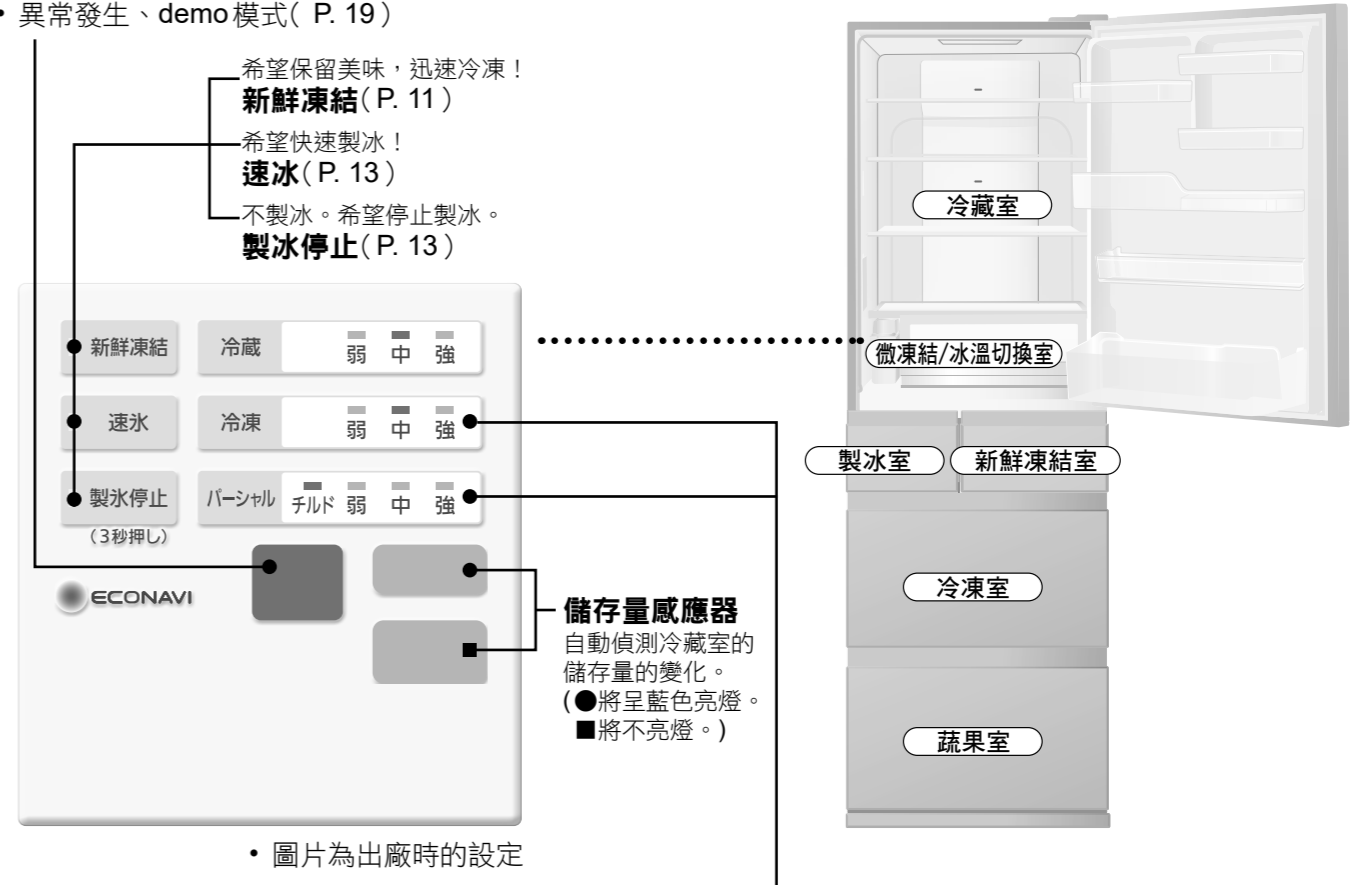 • 異常發生、demo模式( P. 19 )
希望保留美味，迅速冷凍！
新鮮凍結( P. 11 )
希望快速製冰！
速冰( P. 13 )
不製冰。希望停止製冰。
製冰停止( P. 13 )
新鮮凍結 冷蔵 弱 中 強
速氷 冷凍 弱 中 強
製氷停止 パーシャル チルド 弱 中 強
(3秒押し)
ECONAVI
儲存量感應器
自動偵測冷藏室的
儲存量的變化。
(●將呈藍色亮燈。
■將不亮燈。)
• 圖片為出廠時的設定
冷藏室
微凍結/冰溫切換室
製冰室 新鮮凍結室
冷凍室
蔬果室